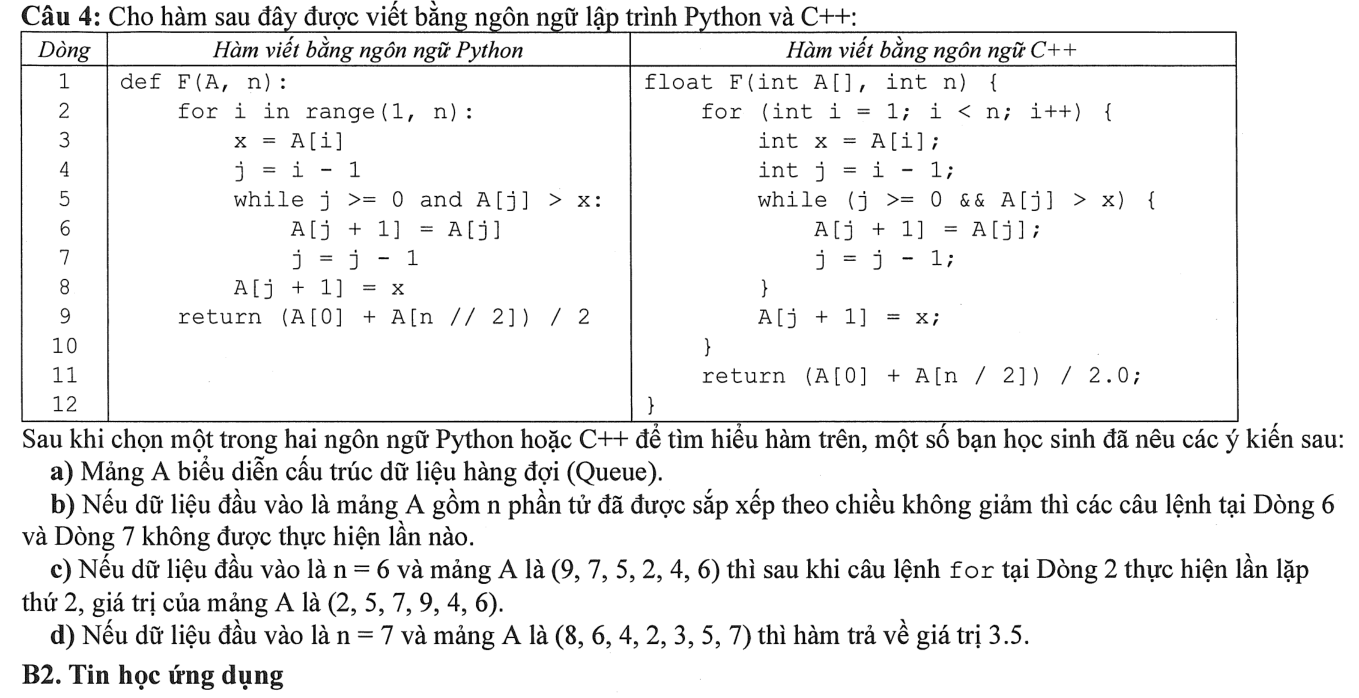 Câu 4: Cho hàm sau đây được viết bằng ngôn ngữ lập trình Python và C++:
Dòng Hàm viết bằng ngôn ngữ Python Hàm viết bằng ngôn ngữ C++
1 def F(A, n): float F(int A[], int n) {
2 for i in range(1, n): for (int i = 1; i < n; i++) {
3 x = A[i] int x = A[i];
4 j = i - 1 int j = i - 1;
5 while j >= 0 and A[j] > x: while (j >= 0 && A[j] > x) {
6 A[j + 1] = A[j] A[j + 1] = A[j];
7 j = j - 1 j = j - 1;
8 A[j + 1] = x }
9 return (A[0] + A[n // 2]) / 2 A[j + 1] = x;
10 }
11 return (A[0] + A[n / 2]) / 2.0;
12 }
Sau khi chọn một trong hai ngôn ngữ Python hoặc C++ để tìm hiểu hàm trên, một số bạn học sinh đã nêu các ý kiến sau:
a) Mảng A biểu diễn cấu trúc dữ liệu hàng đợi (Queue).
b) Nếu dữ liệu đầu vào là mảng A gồm n phần tử đã được sắp xếp theo chiều không giảm thì các câu lệnh tại Dòng 6
và Dòng 7 không được thực hiện lần nào.
c) Nếu dữ liệu đầu vào là n = 6 và mảng A là (9, 7, 5, 2, 4, 6) thì sau khi câu lệnh for tại Dòng 2 thực hiện lần lặp
thứ 2, giá trị của mảng A là (2, 5, 7, 9, 4, 6).
d) Nếu dữ liệu đầu vào là n = 7 và mảng A là (8, 6, 4, 2, 3, 5, 7) thì hàm trả về giá trị 3.5.
B2. Tin học ứng dụng